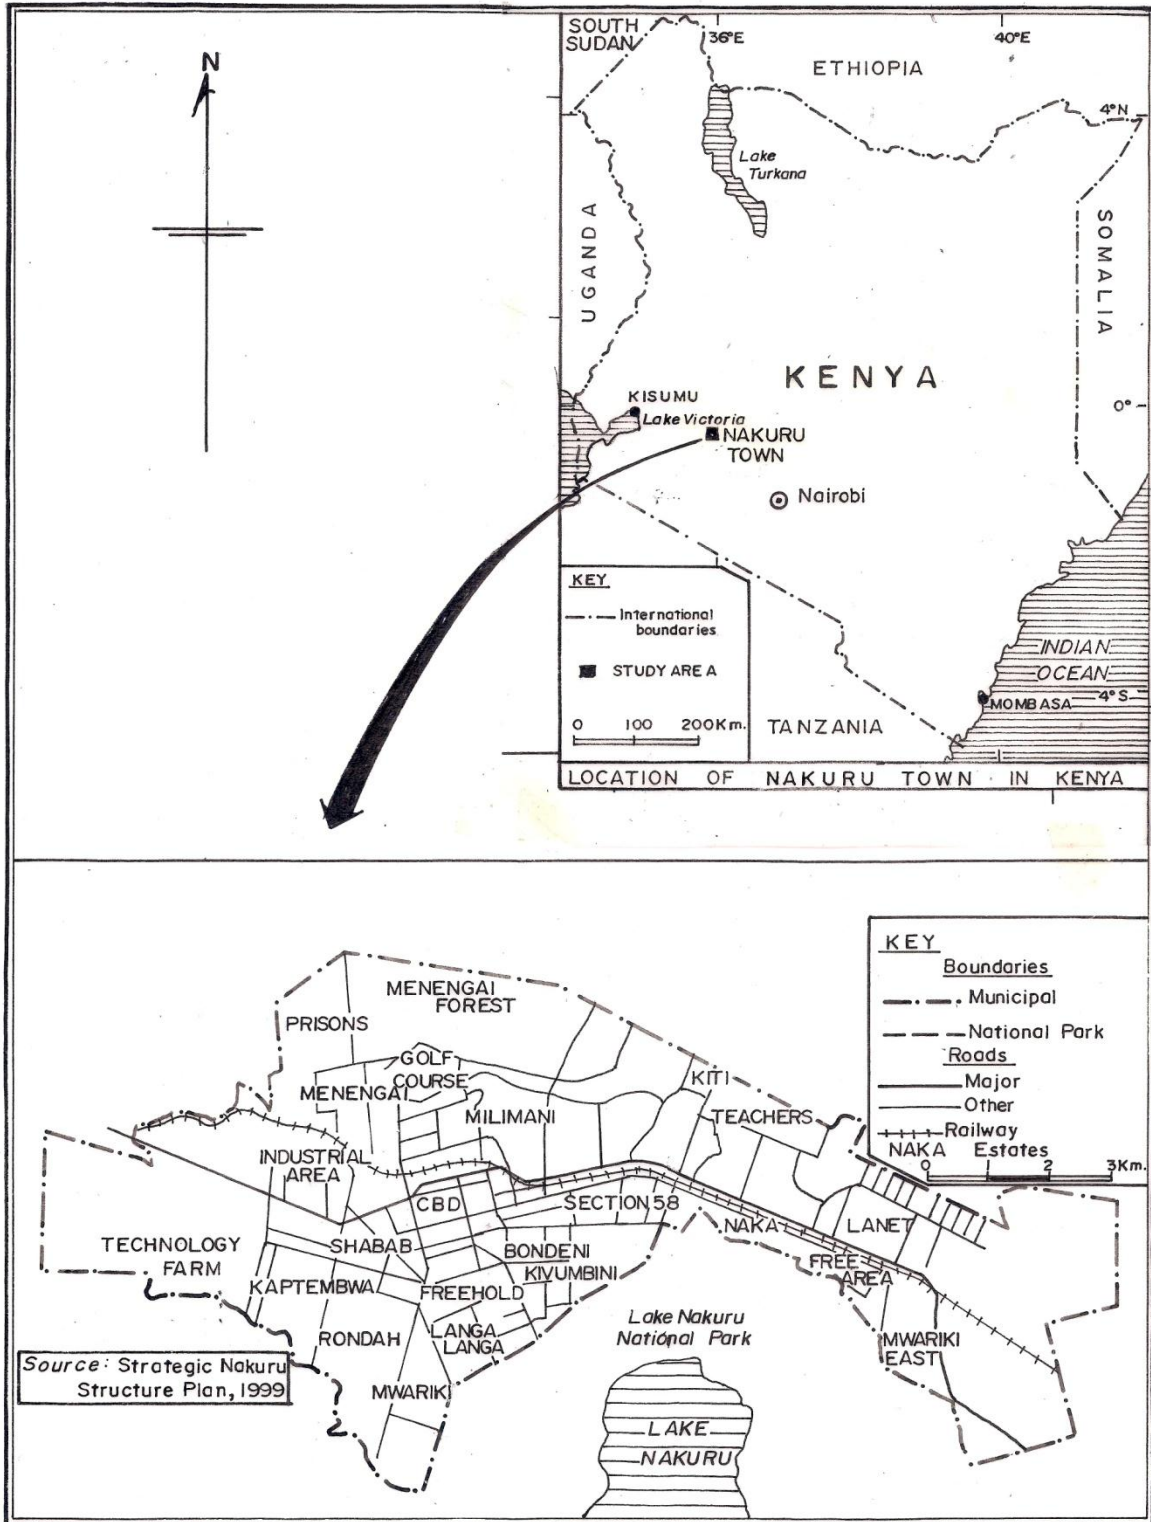 N
SOUTH
SUDAN
36°E
40°E
ETHIOPIA
4°N
Lake
Turkana
UGANDA
SOMALIA
KENYA
KISUMU
Lake Victoria
0°
NAKURU
TOWN
Nairobi
KEY
International
boundaries
STUDY AREA
0 100 200Km.
INDIAN
OCEAN
4°S
MOMBASA
TANZANIA
LOCATION OF NAKURU TOWN IN KENYA
KEY
Boundaries
Municipal
National Park
Roads
Major
Other
Railway
NAKA Estates
0 1 2 3Km.
MENENGAI
FOREST
PRISONS
GOLF
COURSE
MENENGAI
MILIMANI
KITI
TEACHERS
INDUSTRIAL
AREA
CBD
SECTION 58
NAKA
LANET
TECHNOLOGY
FARM
SHABAB
BONDENI
FREE
AREA
KAPTEMBWA
FREEHOLD
KIVUMBINI
RONDAH
LANGA
LANGA
Lake Nakuru
National Park
MWARIKI
EAST
Source: Strategic Nakuru
Structure Plan, 1999
MWARIKI
LAKE
NAKURU